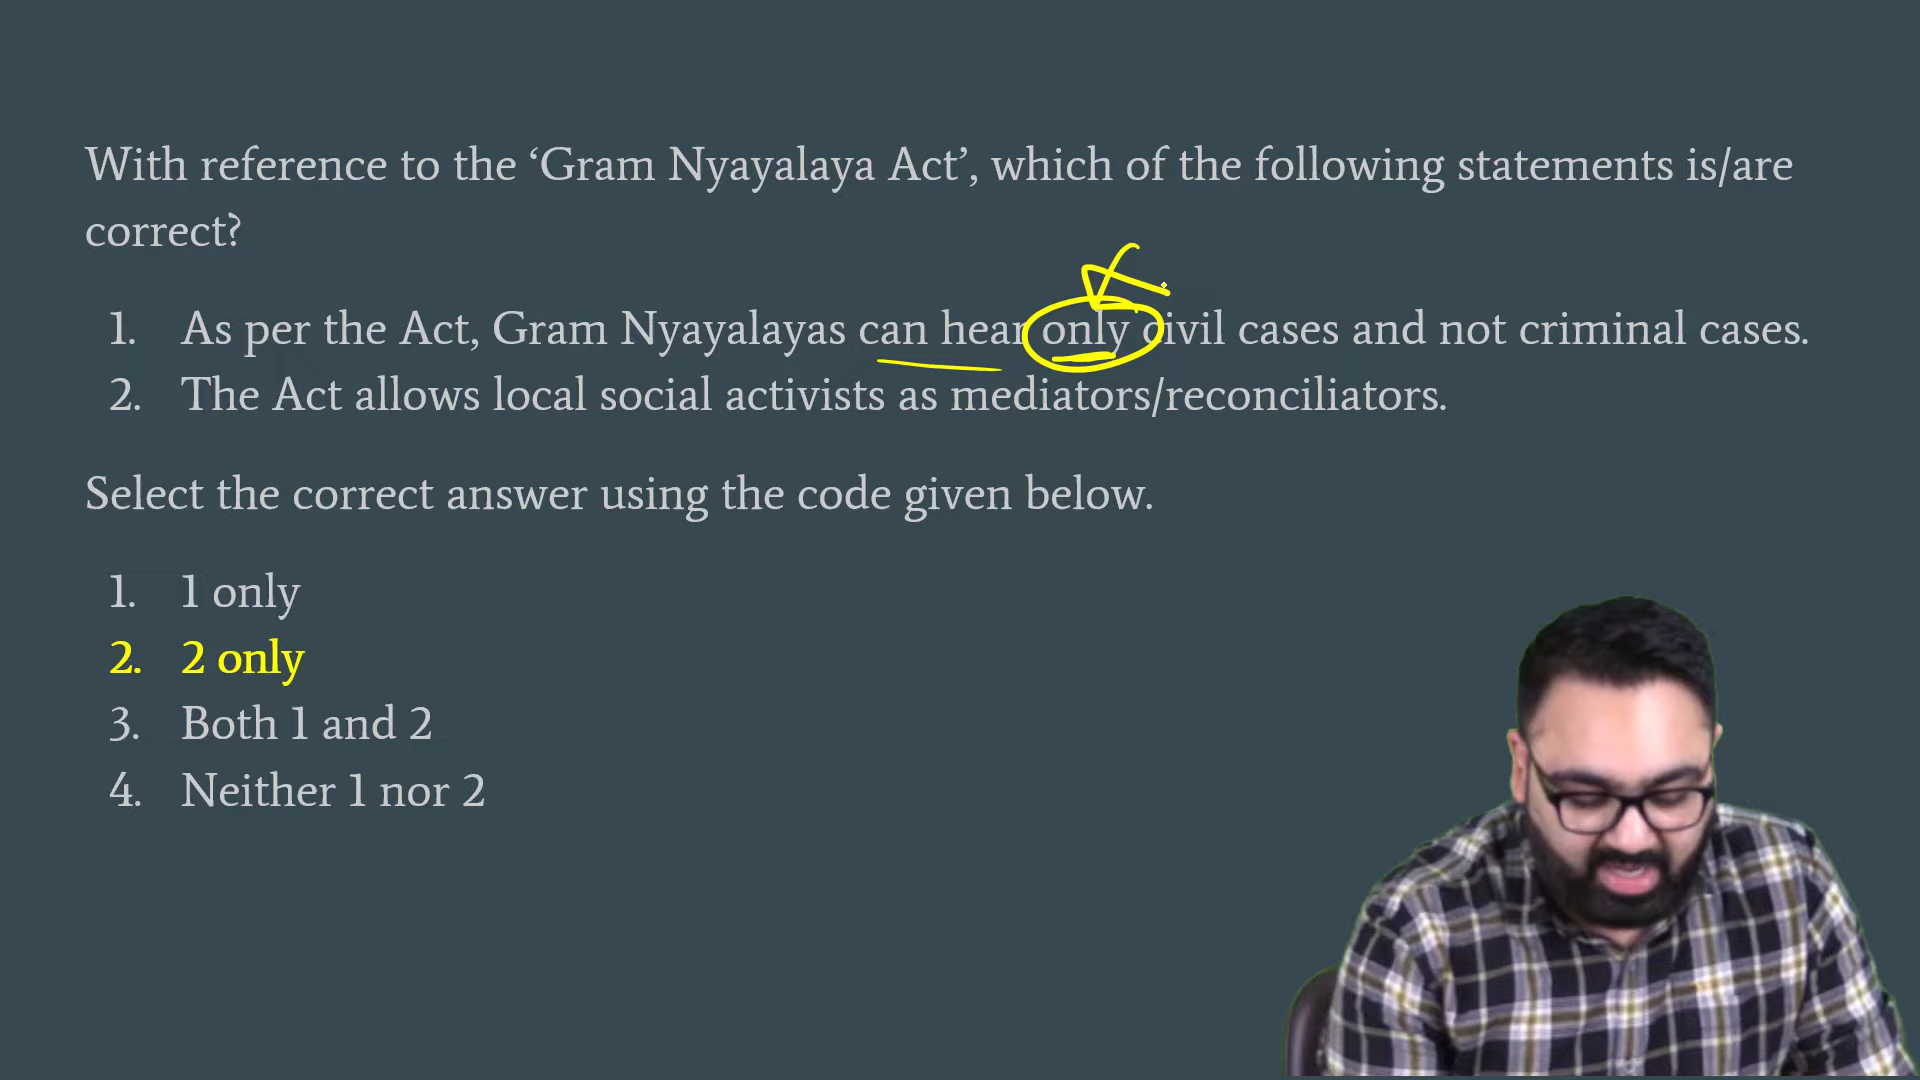 With reference to the ‘Gram Nyayalaya Act’, which of the following statements is/are
correct?
1. As per the Act, Gram Nyayalayas can hear only civil cases and not criminal cases.
2. The Act allows local social activists as mediators/reconciliators.
Select the correct answer using the code given below.
1. 1 only
2. 2 only
3. Both 1 and 2
4. Neither 1 nor 2